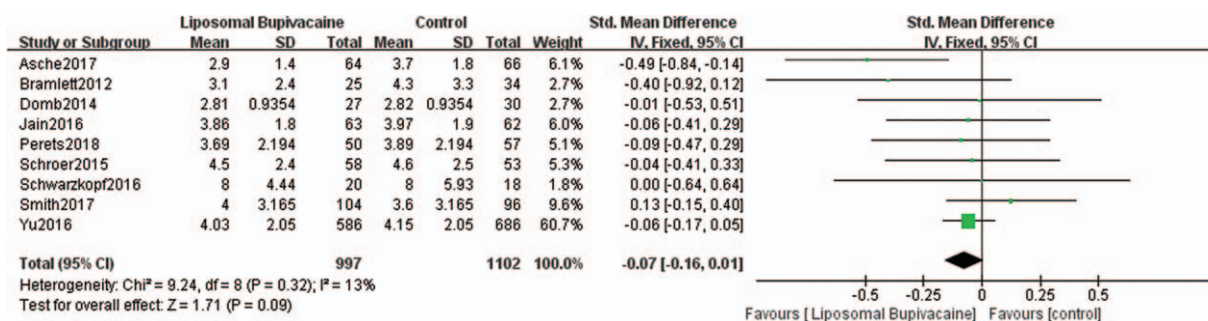 Liposomal Bupivacaine Control Std. Mean Difference Std. Mean Difference
Study or Subgroup Mean SD Total Mean SD Total Weight IV, Fixed, 95% CI IV, Fixed, 95% CI
Asche2017 2.9 1.4 64 3.7 1.8 66 6.1% -0.49 [-0.84, -0.14]
Bramlett2012 3.1 2.4 25 4.3 3.3 34 2.7% -0.40 [-0.92, 0.12]
Domb2014 2.81 0.9354 27 2.82 0.9354 30 2.7% -0.01 [-0.53, 0.51]
Jain2016 3.86 1.8 63 3.97 1.9 62 6.0% -0.06 [-0.41, 0.29]
Perets2018 3.69 2.194 50 3.89 2.194 57 5.1% -0.09 [-0.47, 0.29]
Schroer2015 4.5 2.4 58 4.6 2.5 53 5.3% -0.04 [-0.41, 0.33]
Schwarzkopf2016 8 4.44 20 8 5.93 18 1.8% 0.00 [-0.64, 0.64]
Smith2017 4 3.165 104 3.6 3.165 96 9.6% 0.13 [-0.15, 0.40]
Yu2016 4.03 2.05 586 4.15 2.05 686 60.7% -0.06 [-0.17, 0.05]
Total (95% CI) 997 1102 100.0% -0.07 [-0.16, 0.01]
Heterogeneity: Chi² = 9.24, df = 8 (P = 0.32); I² = 13%
Test for overall effect: Z = 1.71 (P = 0.09)
-0.5 -0.25 0 0.25 0.5
Favours [ Liposomal Bupivacaine] Favours [control]